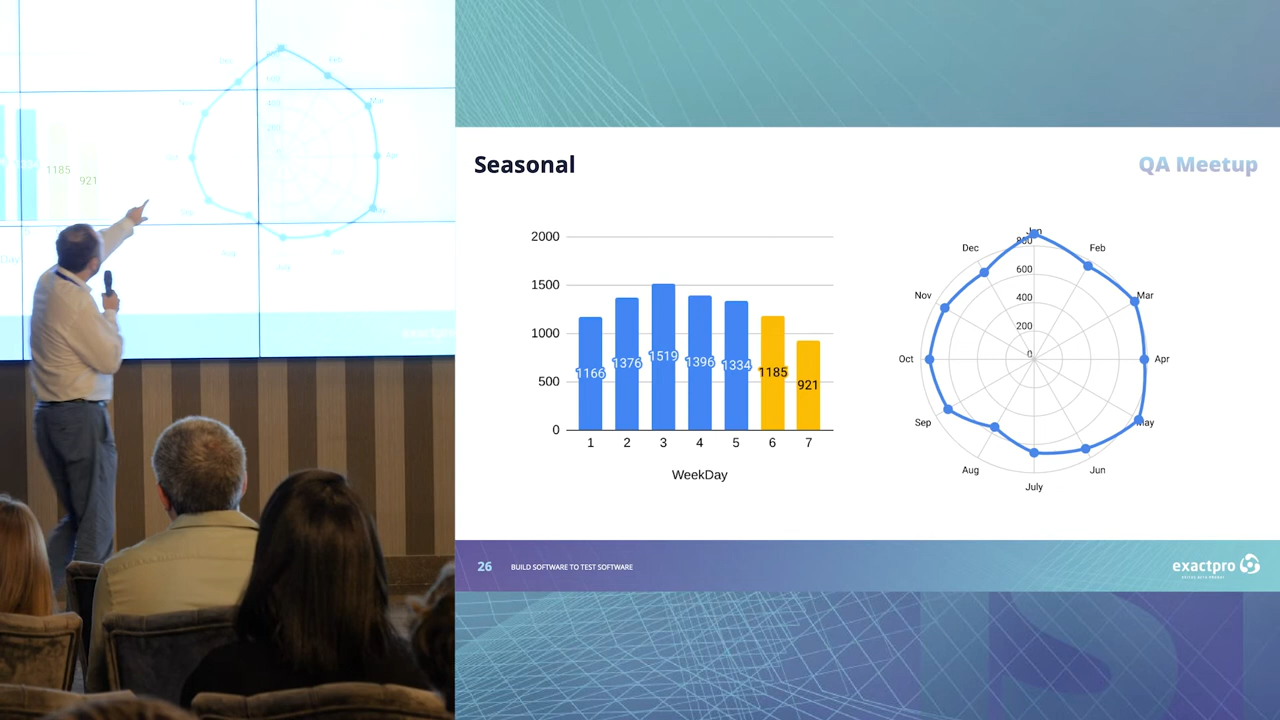 Seasonal
QA Meetup
2000
1500
1000
500
0
1166
1376
1519
1396
1334
1185
921
1 2 3 4 5 6 7
WeekDay
Jan
Feb
Mar
Apr
May
Jun
July
Aug
Sep
Oct
Nov
Dec
800
600
400
200
0
26 BUILD SOFTWARE TO TEST SOFTWARE
exactpro
1185
921